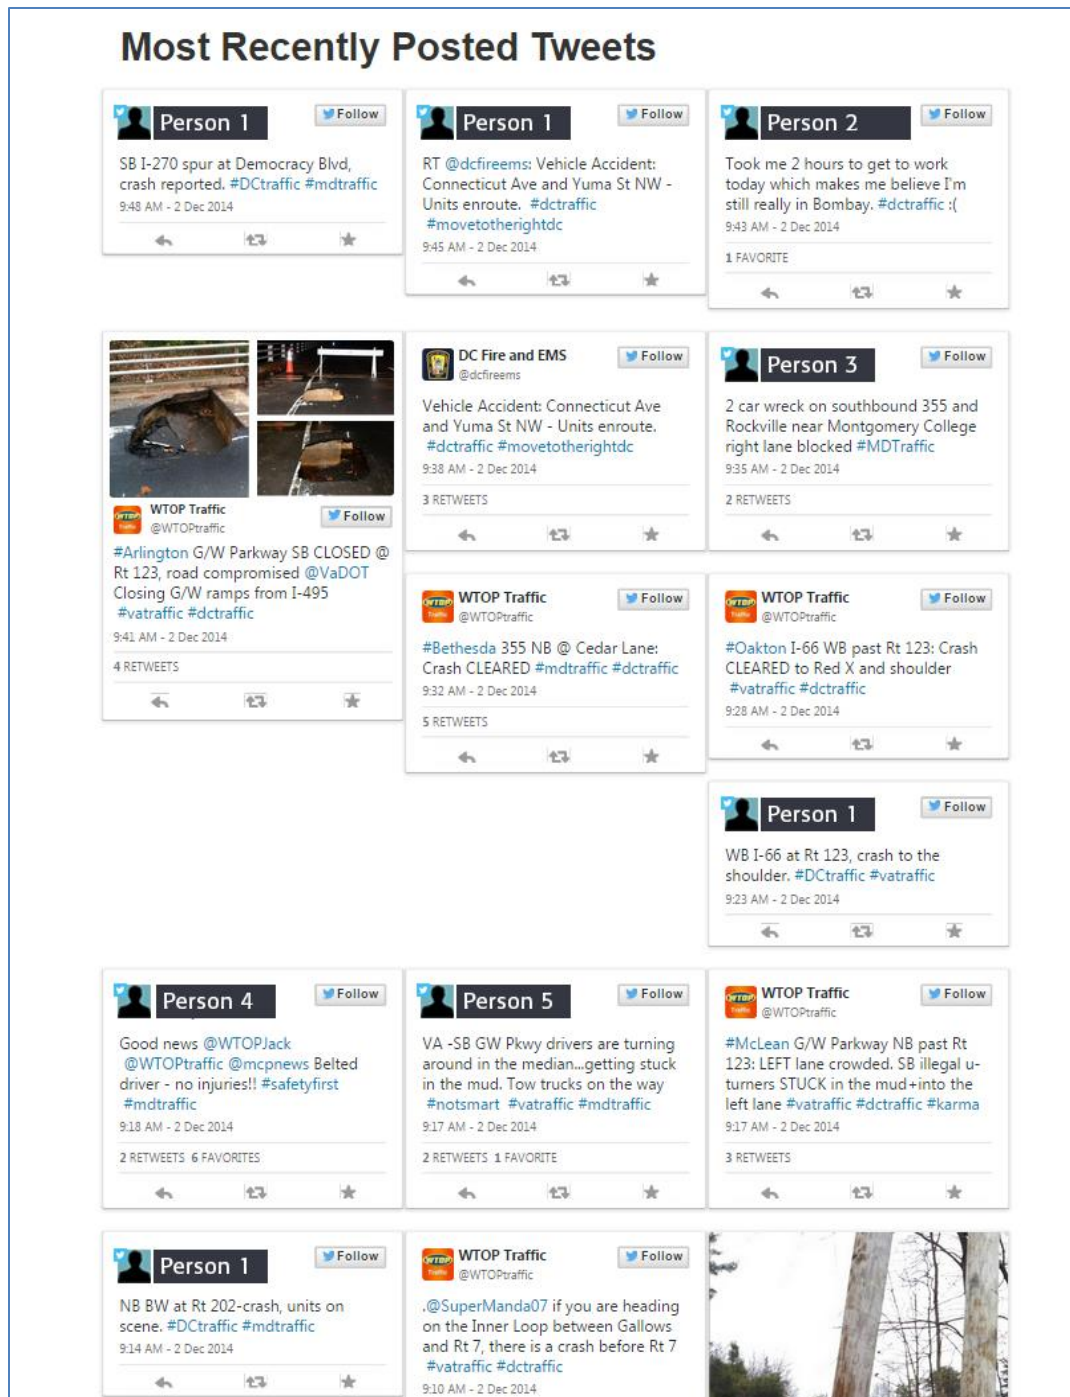 Most Recently Posted Tweets
Person 1
Follow
SB I-270 spur at Democracy Blvd,
crash reported. #DCtraffic #mdtraffic
9:48 AM - 2 Dec 2014
Person 1
Follow
RT @dcfireems: Vehicle Accident:
Connecticut Ave and Yuma St NW -
Units enroute. #dctraffic
#movetotherightdc
9:45 AM - 2 Dec 2014
Person 2
Follow
Took me 2 hours to get to work
today which makes me believe I'm
still really in Bombay. #dctraffic :(
9:43 AM - 2 Dec 2014
1 FAVORITE
WTOP Traffic
@WTOPtraffic
Follow
#Arlington G/W Parkway SB CLOSED @
Rt 123, road compromised @VaDOT
Closing G/W ramps from I-495
#vatraffic #dctraffic
9:41 AM - 2 Dec 2014
4 RETWEETS
DC Fire and EMS
@dcfireems
Follow
Vehicle Accident: Connecticut Ave
and Yuma St NW - Units enroute.
#dctraffic #movetotherightdc
9:38 AM - 2 Dec 2014
3 RETWEETS
Person 3
Follow
2 car wreck on southbound 355 and
Rockville near Montgomery College
right lane blocked #MDTraffic
9:35 AM - 2 Dec 2014
2 RETWEETS
WTOP Traffic
@WTOPtraffic
Follow
#Bethesda 355 NB @ Cedar Lane:
Crash CLEARED #mdtraffic #dctraffic
9:32 AM - 2 Dec 2014
5 RETWEETS
WTOP Traffic
@WTOPtraffic
Follow
#Oakton I-66 WB past Rt 123: Crash
CLEARED to Red X and shoulder
#vatraffic #dctraffic
9:28 AM - 2 Dec 2014
Person 1
Follow
WB I-66 at Rt 123, crash to the
shoulder. #DCtraffic #vatraffic
9:23 AM - 2 Dec 2014
Person 4
Follow
Good news @WTOPJack
@WTOPtraffic @mcpnews Belted
driver - no injuries!! #safetyfirst
#mdtraffic
9:18 AM - 2 Dec 2014
2 RETWEETS 6 FAVORITES
Person 5
Follow
VA -SB GW Pkwy drivers are turning
around in the median...getting stuck
in the mud. Tow trucks on the way
#notsmart #vatraffic #mdtraffic
9:17 AM - 2 Dec 2014
2 RETWEETS 1 FAVORITE
WTOP Traffic
@WTOPtraffic
Follow
#McLean G/W Parkway NB past Rt
123: LEFT lane crowded. SB illegal u-
turners STUCK in the mud+into the
left lane #vatraffic #dctraffic #karma
9:17 AM - 2 Dec 2014
3 RETWEETS
Person 1
Follow
NB BW at Rt 202-crash, units on
scene. #DCtraffic #mdtraffic
9:14 AM - 2 Dec 2014
WTOP Traffic
@WTOPtraffic
Follow
.@SuperManda07 if you are heading
on the Inner Loop between Gallows
and Rt 7, there is a crash before Rt 7
#vatraffic #dctraffic
9:10 AM - 2 Dec 2014